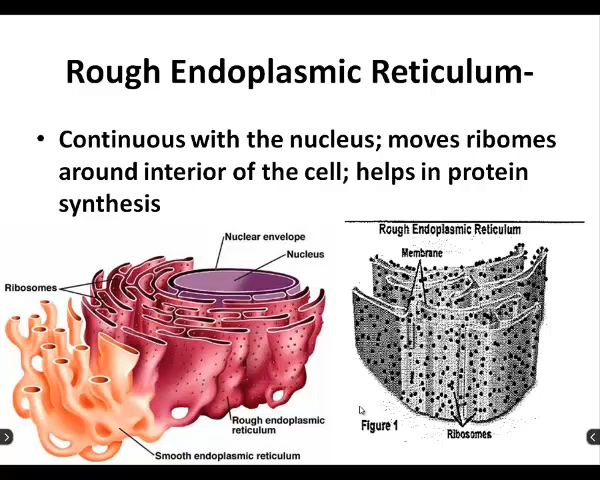 Rough Endoplasmic Reticulum-
• Continuous with the nucleus; moves ribomes
around interior of the cell; helps in protein
synthesis
Nuclear envelope
Nucleus
Ribosomes
Rough endoplasmic
reticulum
Smooth endoplasmic reticulum
Rough Endoplasmic Reticulum
Membrane
Figure 1
Ribosomes